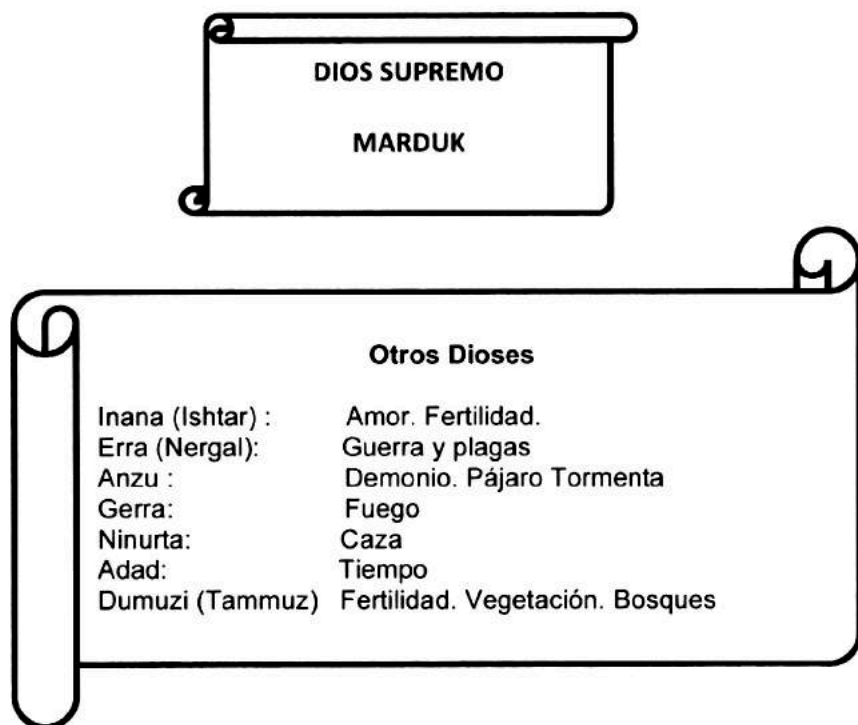 DIOS SUPREMO
MARDUK
Otros Dioses
Inana (Ishtar) : Amor. Fertilidad.
Erra (Nergal): Guerra y plagas
Anzu : Demonio. Pájaro Tormenta
Gerra: Fuego
Ninurta: Caza
Adad: Tiempo
Dumuzi (Tammuz) Fertilidad. Vegetación. Bosques